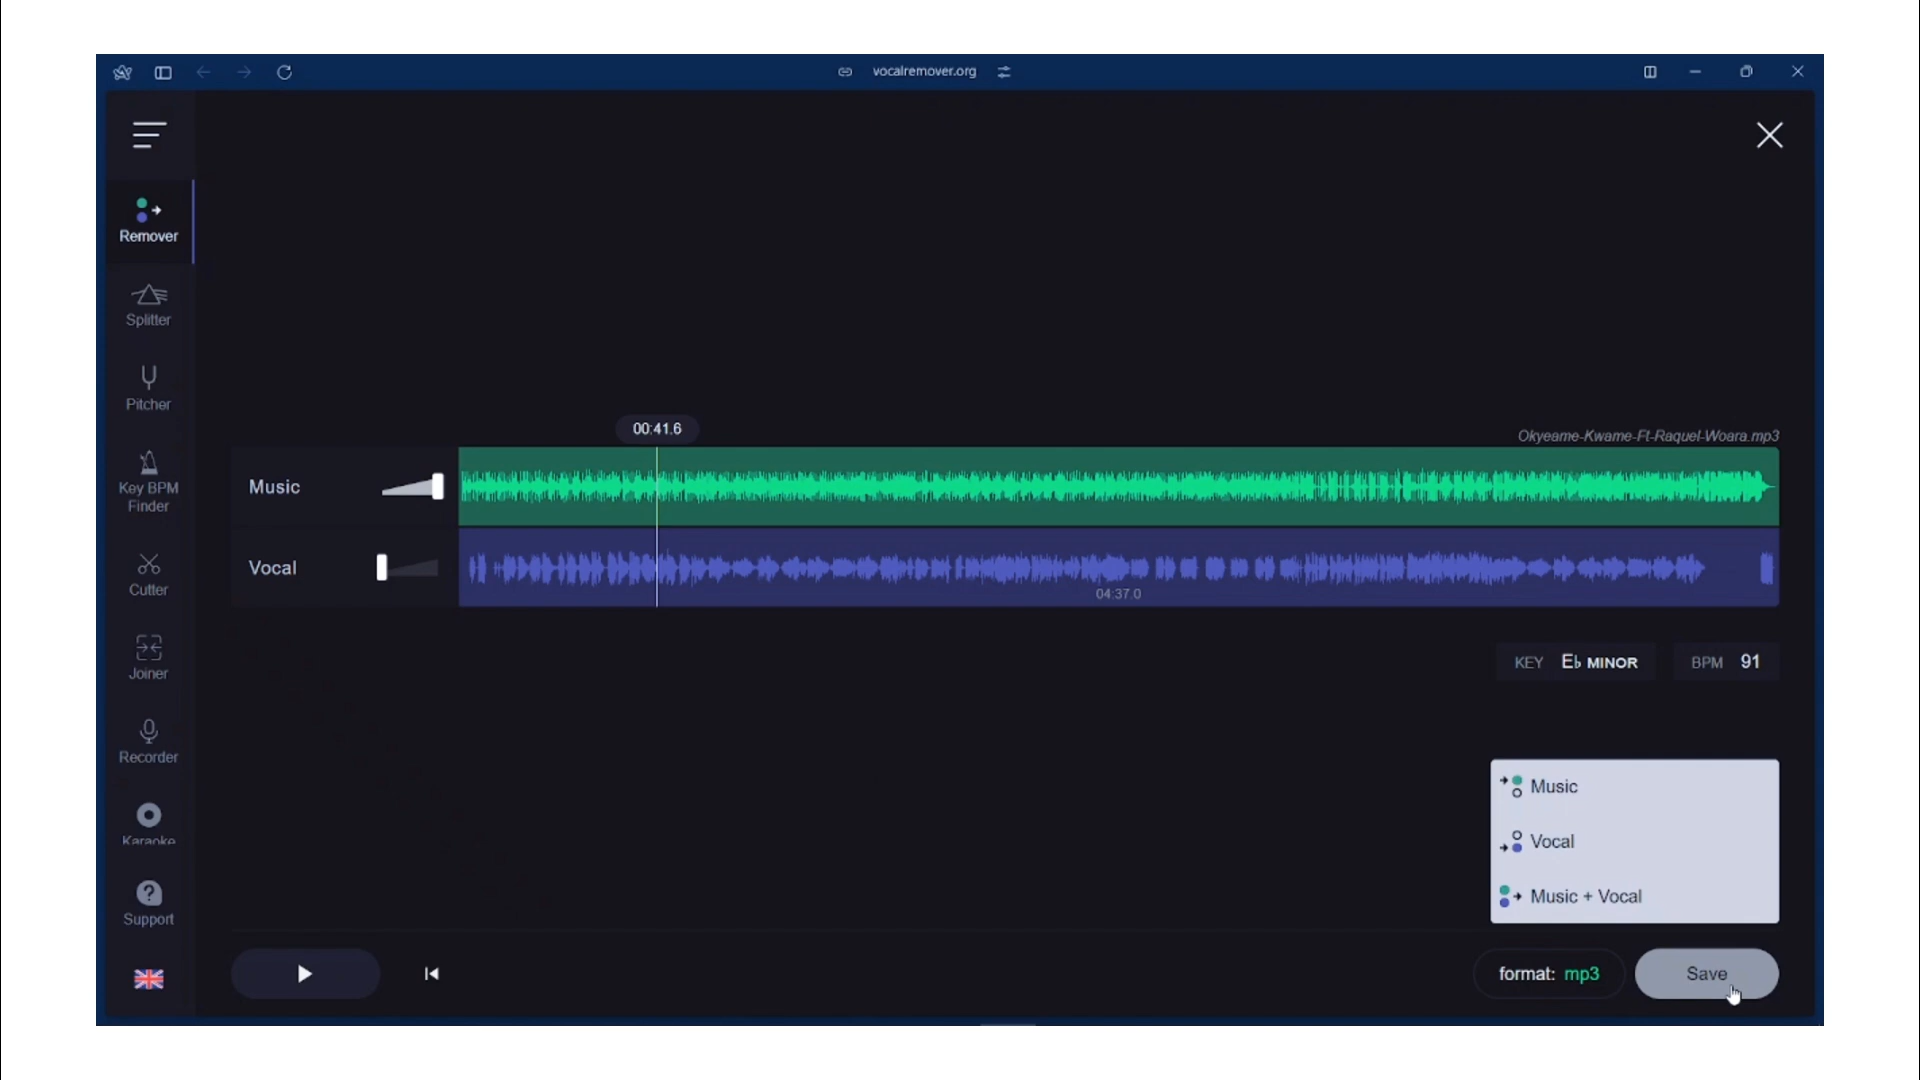 vocalremover.org
Remover
Splitter
Pitcher
Key BPM
Finder
Cutter
Joiner
Recorder
Karaoke
Support
00:41.6
Okyeame-Kwame-Ft-Raquel-Woara.mp3
Music
Vocal
04:37.0
KEY E♭ MINOR BPM 91
Music
Vocal
Music + Vocal
format: mp3 Save